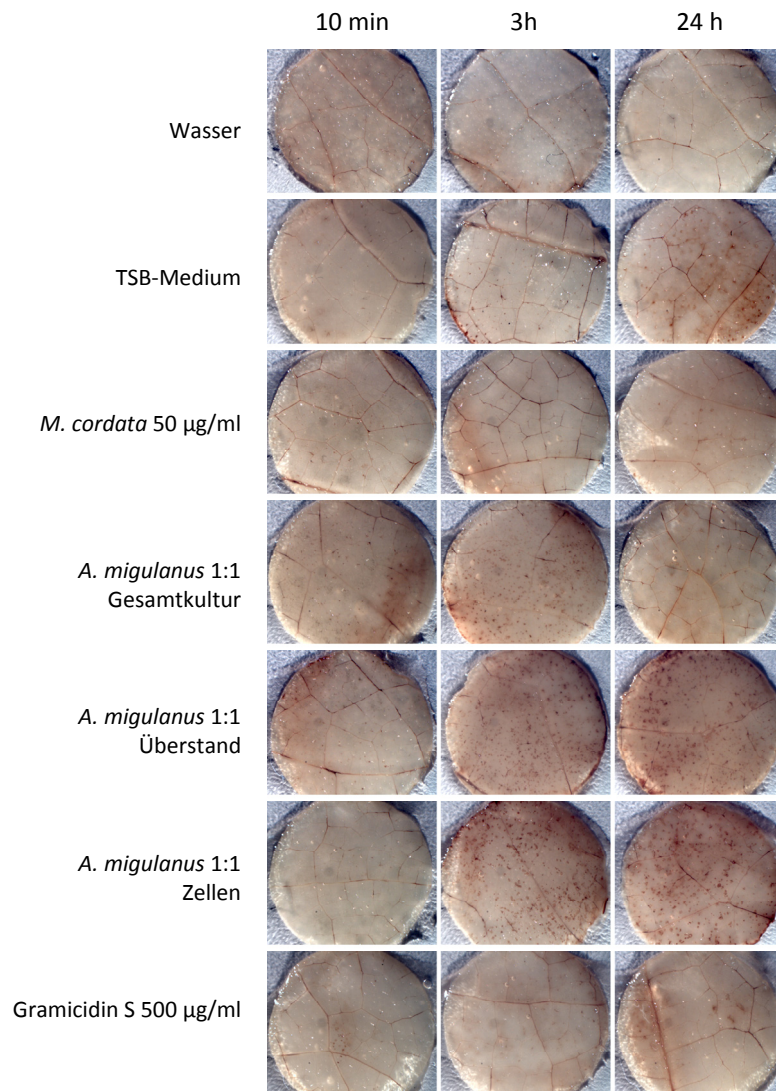 10 min 3h 24 h
Wasser
TSB-Medium
M. cordata 50 µg/ml
A. migulanus 1:1
Gesamtkultur
A. migulanus 1:1
Überstand
A. migulanus 1:1
Zellen
Gramicidin S 500 µg/ml